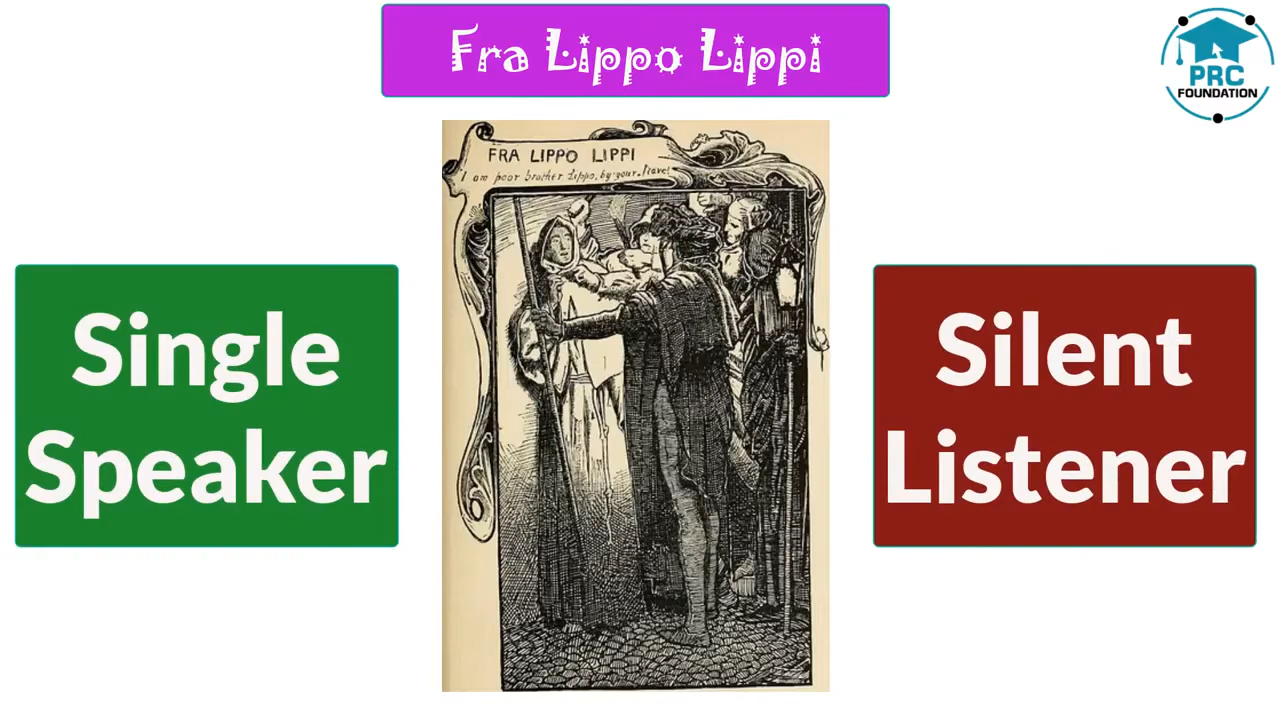 Fra Lippo Lippi
PRC
FOUNDATION
FRA LIPPO LIPPI
I am poor brother Lippo, by your leave!
Single
Speaker
Silent
Listener